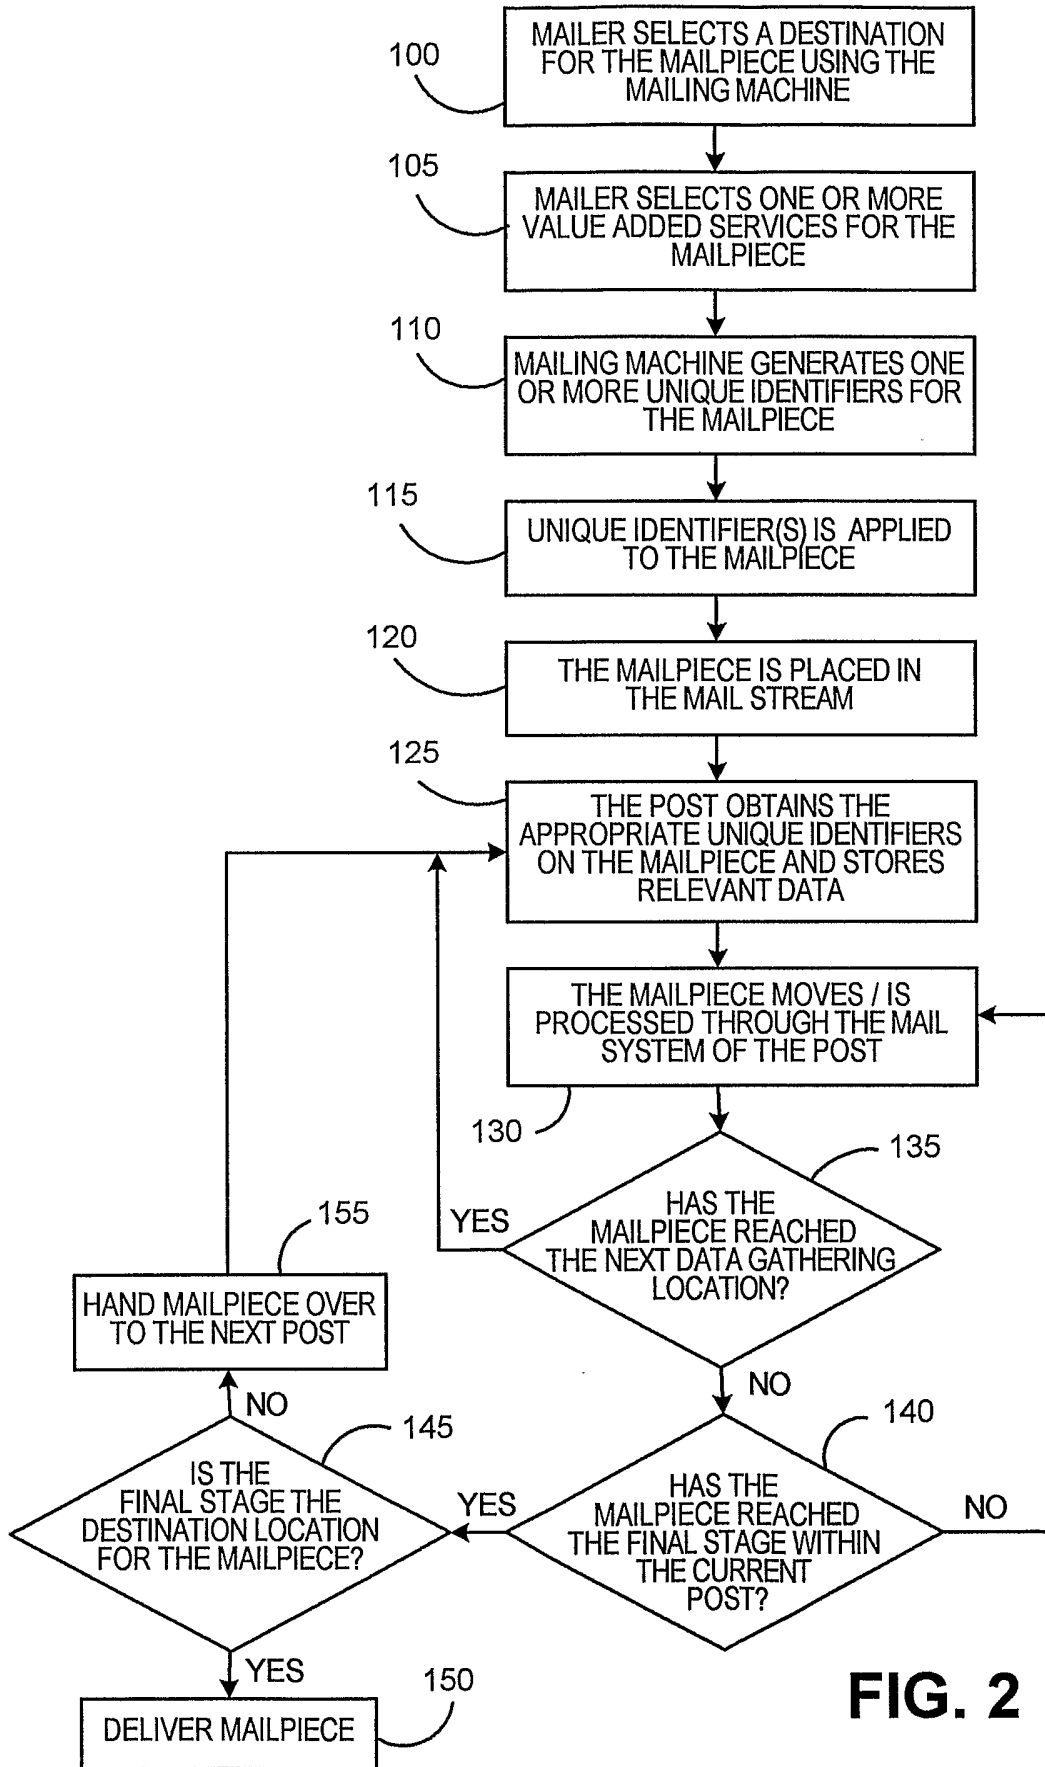 100
MAILER SELECTS A DESTINATION
FOR THE MAILPIECE USING THE
MAILING MACHINE
105
MAILER SELECTS ONE OR MORE
VALUE ADDED SERVICES FOR THE
MAILPIECE
110
MAILING MACHINE GENERATES ONE
OR MORE UNIQUE IDENTIFIERS FOR
THE MAILPIECE
115
UNIQUE IDENTIFIER(S) IS APPLIED
TO THE MAILPIECE
120
THE MAILPIECE IS PLACED IN
THE MAIL STREAM
125
THE POST OBTAINS THE
APPROPRIATE UNIQUE IDENTIFIERS
ON THE MAILPIECE AND STORES
RELEVANT DATA
THE MAILPIECE MOVES / IS
PROCESSED THROUGH THE MAIL
SYSTEM OF THE POST
130
135
HAS THE
MAILPIECE REACHED
THE NEXT DATA GATHERING
LOCATION?
YES
NO
155
HAND MAILPIECE OVER
TO THE NEXT POST
NO
145
IS THE
FINAL STAGE THE
DESTINATION LOCATION
FOR THE MAILPIECE?
YES
140
HAS THE
MAILPIECE REACHED
THE FINAL STAGE WITHIN
THE CURRENT
POST?
NO
YES
150
DELIVER MAILPIECE
FIG. 2